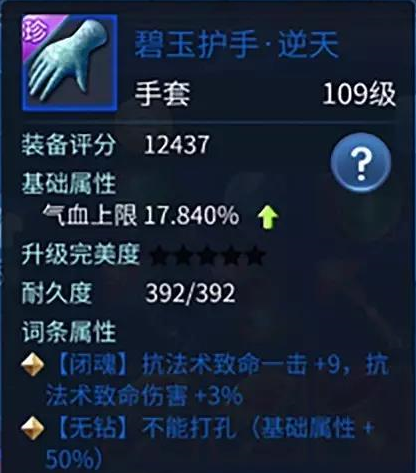 珍
碧玉护手·逆天
手套 109级
装备评分 12437
?
基础属性
气血上限 17.840%
升级完美度
耐久度 392/392
词条属性
【闭魂】抗法术致命一击 +9，抗
法术致命伤害 +3%
【无钻】不能打孔（基础属性 +
50%）